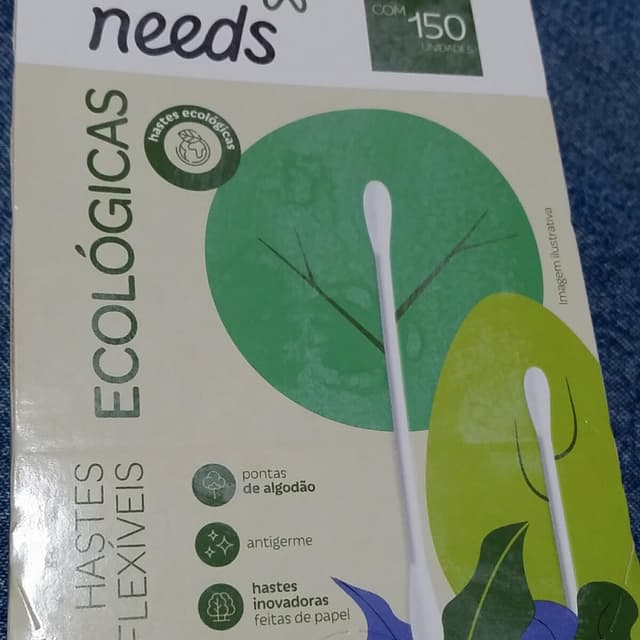 needs
COM 150
UNIDADES
hastes ecológicas
HASTES
FLEXÍVEIS
ECOLÓGICAS
Imagem ilustrativa
pontas
de algodão
antigerme
hastes
inovadoras
feitas de papel